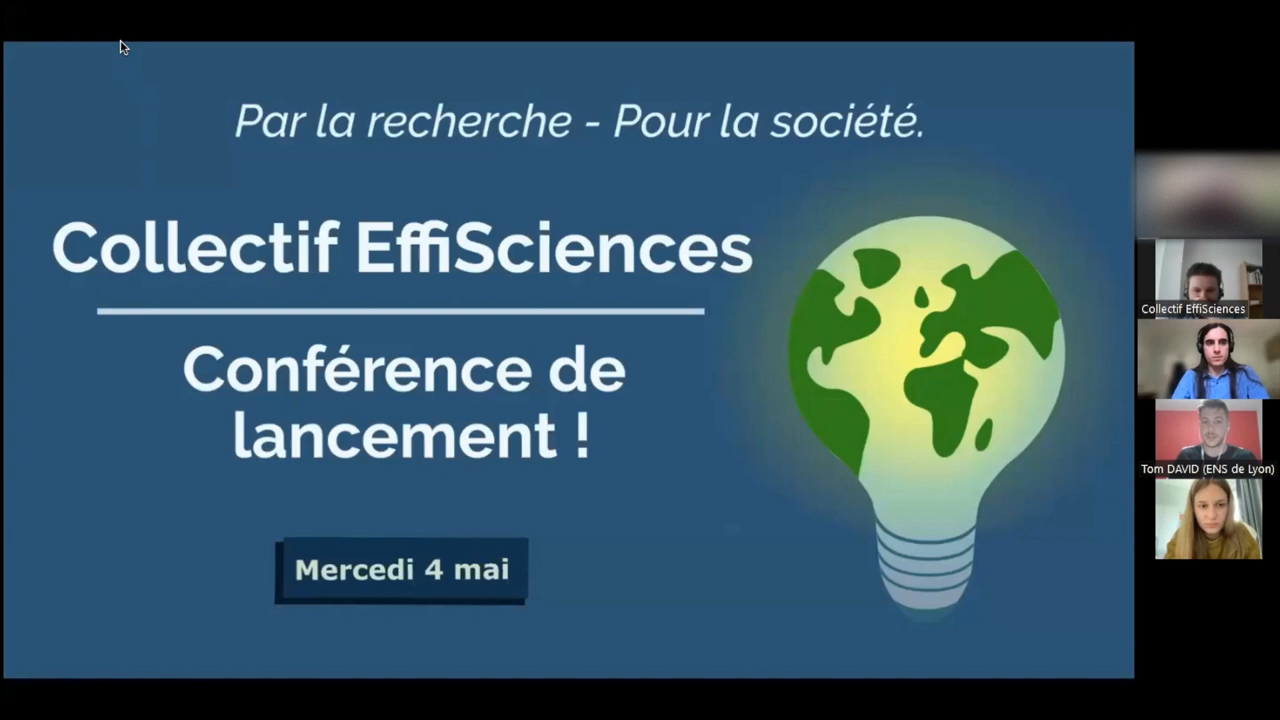 Par la recherche - Pour la société.
Collectif EffiSciences
Conférence de
lancement !
Mercedi 4 mai
Collectif EffiSciences
Tom DAVID (ENS de Lyon)